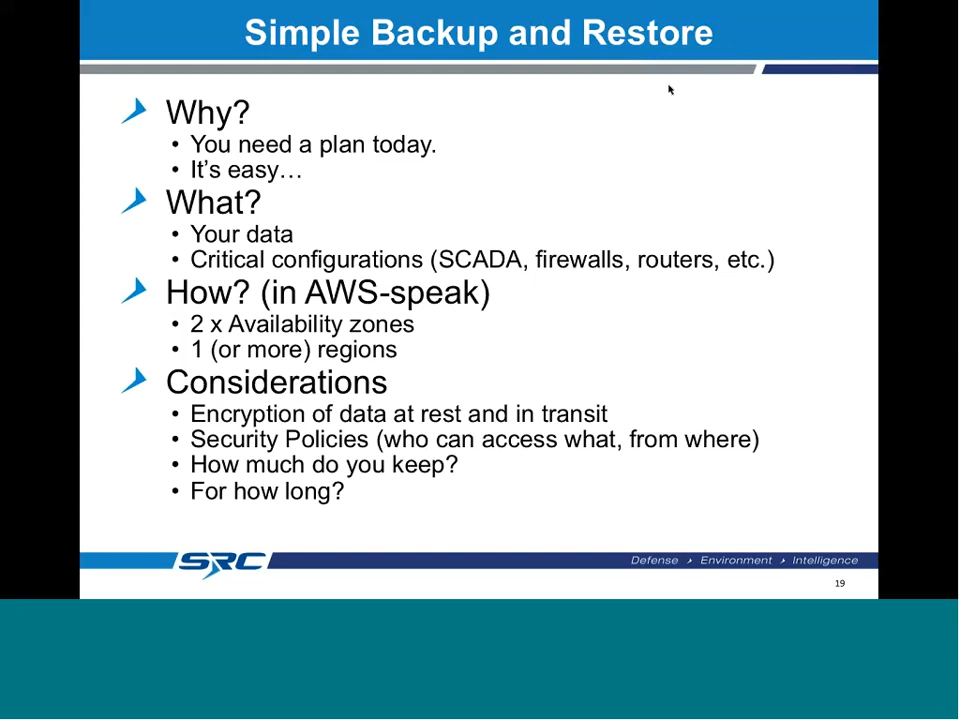 Simple Backup and Restore
Why?
• You need a plan today.
• It's easy…
What?
• Your data
• Critical configurations (SCADA, firewalls, routers, etc.)
How? (in AWS-speak)
• 2 x Availability zones
• 1 (or more) regions
Considerations
• Encryption of data at rest and in transit
• Security Policies (who can access what, from where)
• How much do you keep?
• For how long?
SRC
Defense Environment Intelligence
19